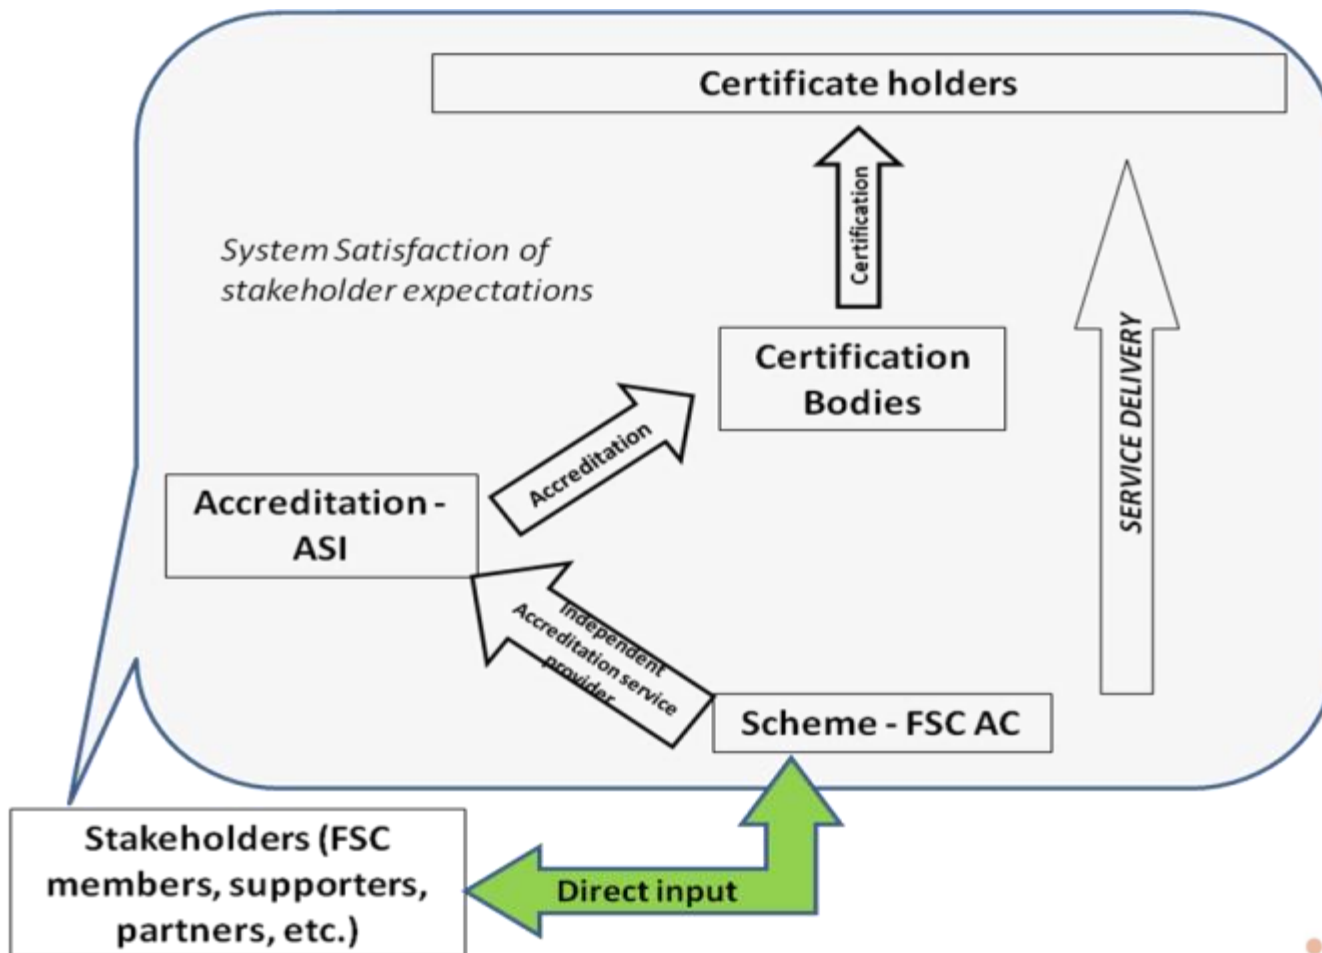 Certificate holders
Certification
System Satisfaction of
stakeholder expectations
Certification
Bodies
SERVICE DELIVERY
Accreditation
Accreditation -
ASI
Independent
Accreditation service
provider
Scheme - FSC AC
Stakeholders (FSC
members, supporters,
partners, etc.)
Direct input